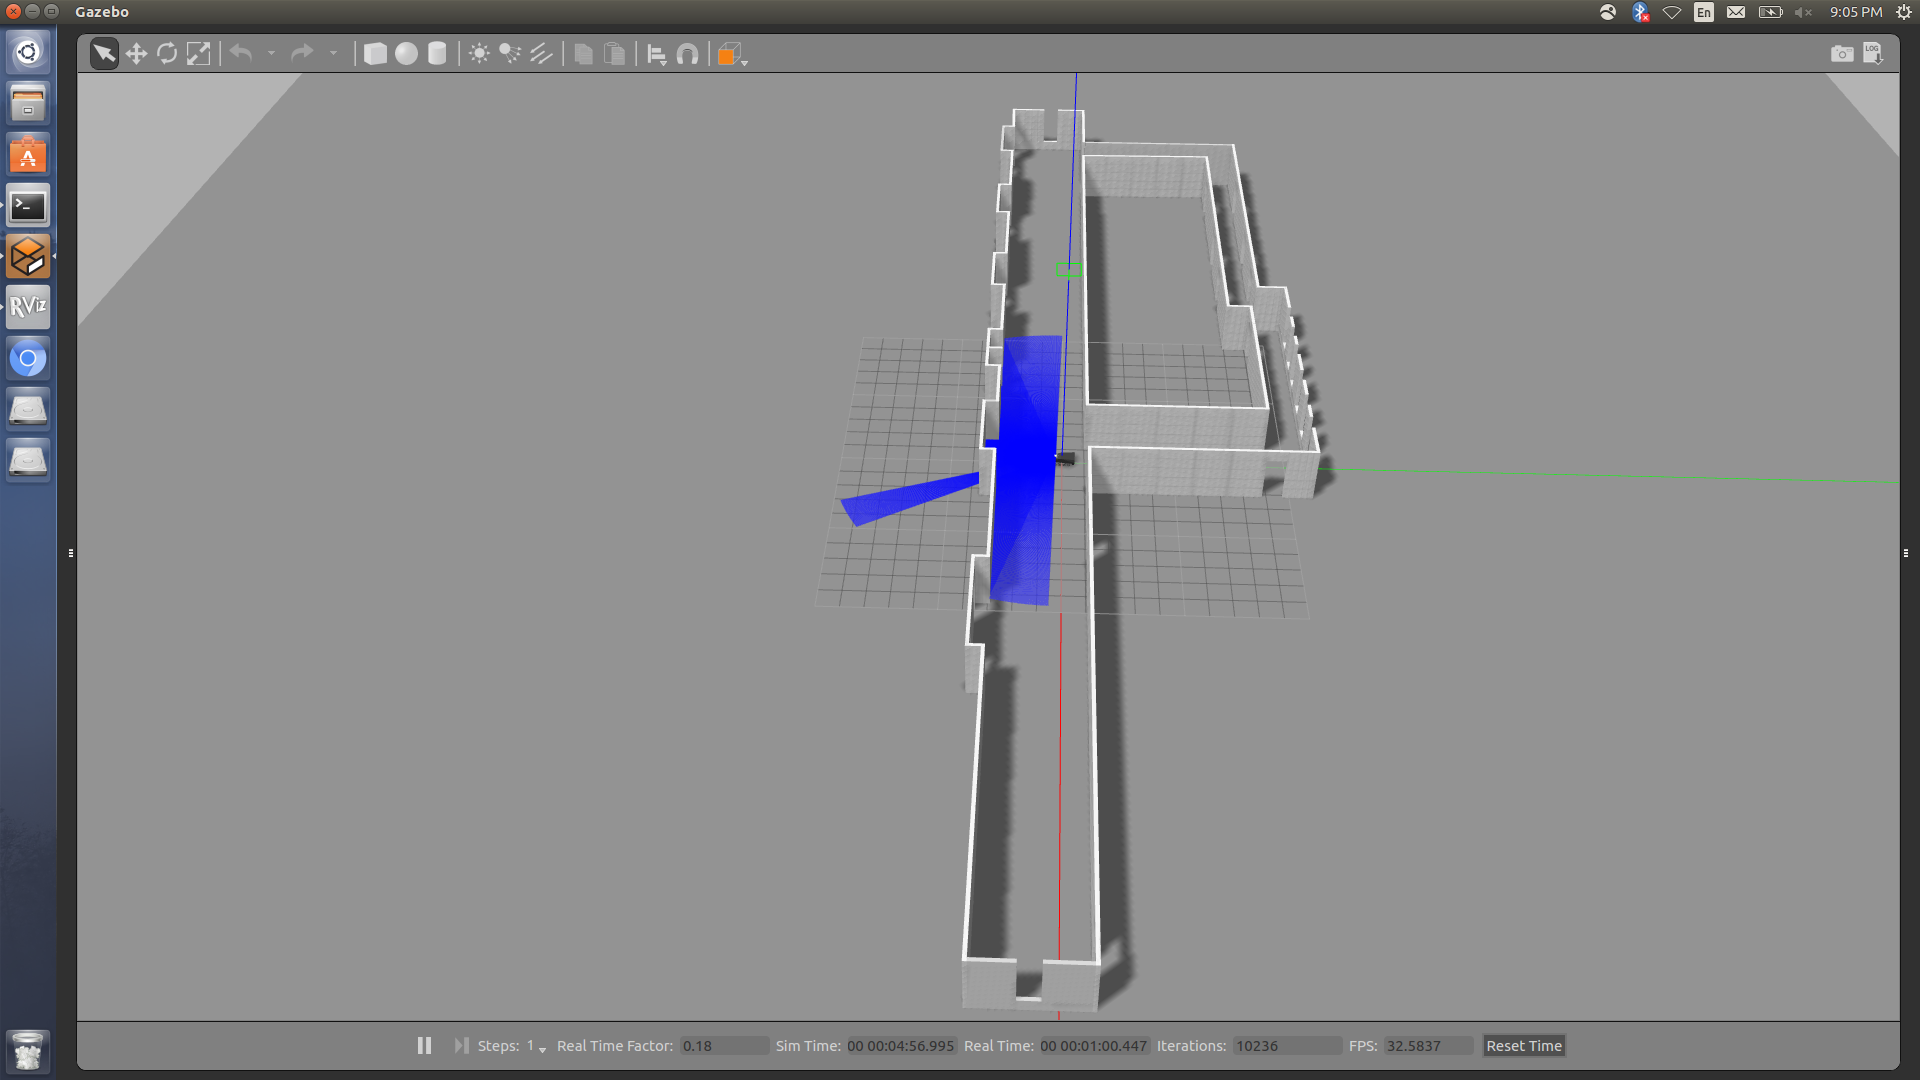 Gazebo
En
9:05 PM
LOG
>_
RViz
Steps: 1
Real Time Factor: 0.18
Sim Time: 00 00:04:56.995
Real Time: 00 00:01:00.447
Iterations: 10236
FPS: 32.5837
Reset Time